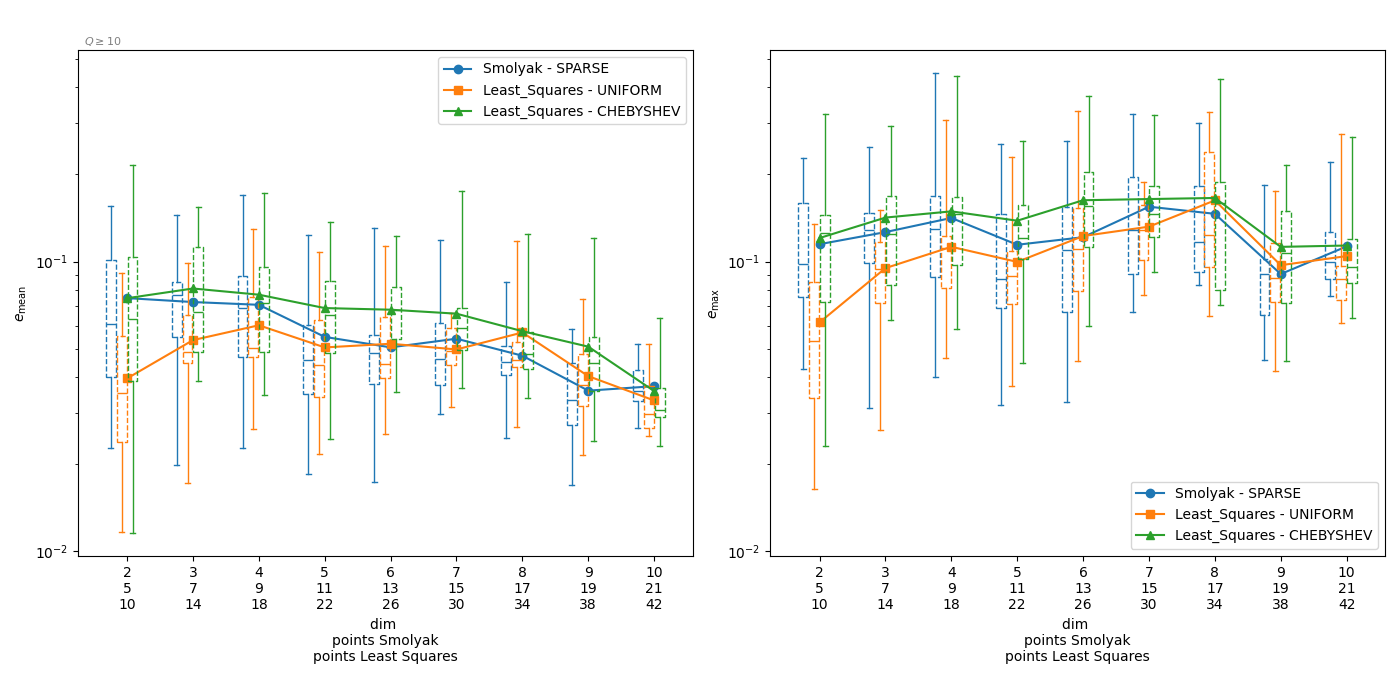 Q ≥ 10
Smolyak - SPARSE
Least_Squares - UNIFORM
Least_Squares - CHEBYSHEV
e_mean
10^−1
10^−2
2 3 4 5 6 7 8 9 10
5 7 9 11 13 15 17 19 21
10 14 18 22 26 30 34 38 42
dim
points Smolyak
points Least Squares
e_max
10^−1
10^−2
Smolyak - SPARSE
Least_Squares - UNIFORM
Least_Squares - CHEBYSHEV
2 3 4 5 6 7 8 9 10
5 7 9 11 13 15 17 19 21
10 14 18 22 26 30 34 38 42
dim
points Smolyak
points Least Squares